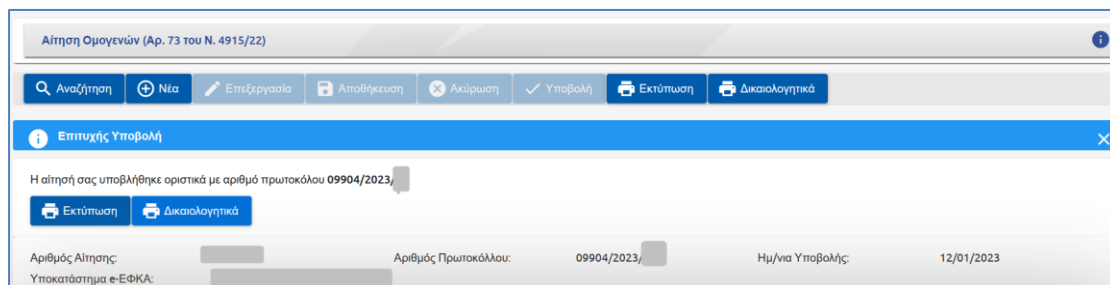 Αίτηση Ομογενών (Αρ. 73 του Ν. 4915/22)
Αναζήτηση Νέα Επεξεργασία Αποθήκευση Ακύρωση Υποβολή Εκτύπωση Δικαιολογητικά
Επιτυχής Υποβολή
Η αίτησή σας υποβλήθηκε οριστικά με αριθμό πρωτοκόλου 09904/2023/
Εκτύπωση Δικαιολογητικά
Αριθμός Αίτησης: Αριθμός Πρωτοκόλλου: 09904/2023/ Ημ/νια Υποβολής: 12/01/2023
Υποκατάστημα e-ΕΦΚΑ: